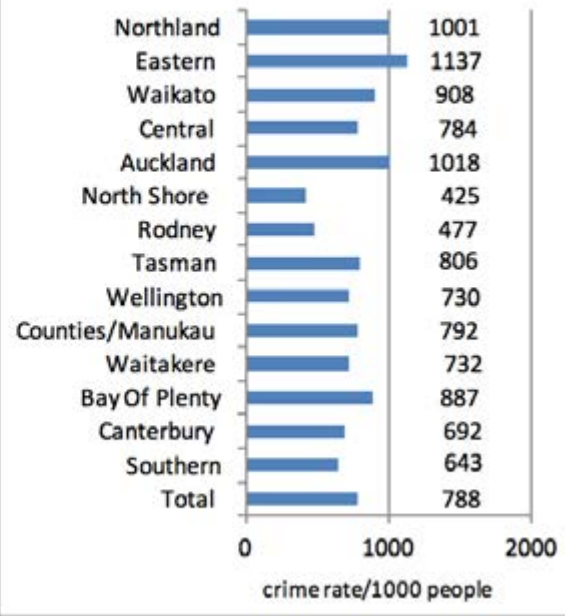 Northland 1001
Eastern 1137
Waikato 908
Central 784
Auckland 1018
North Shore 425
Rodney 477
Tasman 806
Wellington 730
Counties/Manukau 792
Waitakere 732
Bay Of Plenty 887
Canterbury 692
Southern 643
Total 788
0 1000 2000
crime rate/1000 people